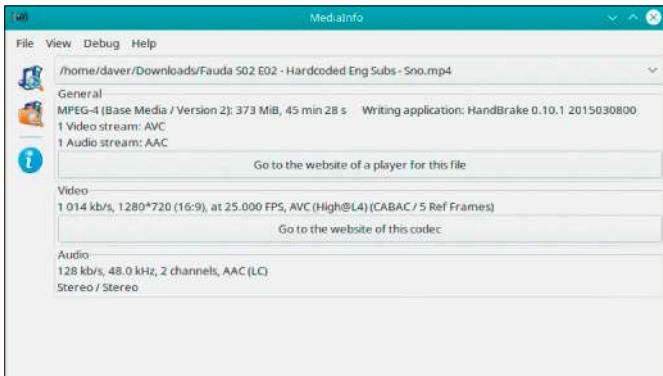 MediaInfo
File View Debug Help
/home/daver/Downloads/Fauda S02 E02 - Hardcoded Eng Subs - Sno.mp4
General
MPEG-4 (Base Media / Version 2): 373 MiB, 45 min 28 s Writing application: HandBrake 0.10.1 2015030800
1 Video stream: AVC
1 Audio stream: AAC
Go to the website of a player for this file
Video
1 014 kb/s, 1280*720 (16:9), at 25.000 FPS, AVC (High@L4) (CABAC / 5 Ref Frames)
Go to the website of this codec
Audio
128 kb/s, 48.0 kHz, 2 channels, AAC (LC)
Stereo / Stereo